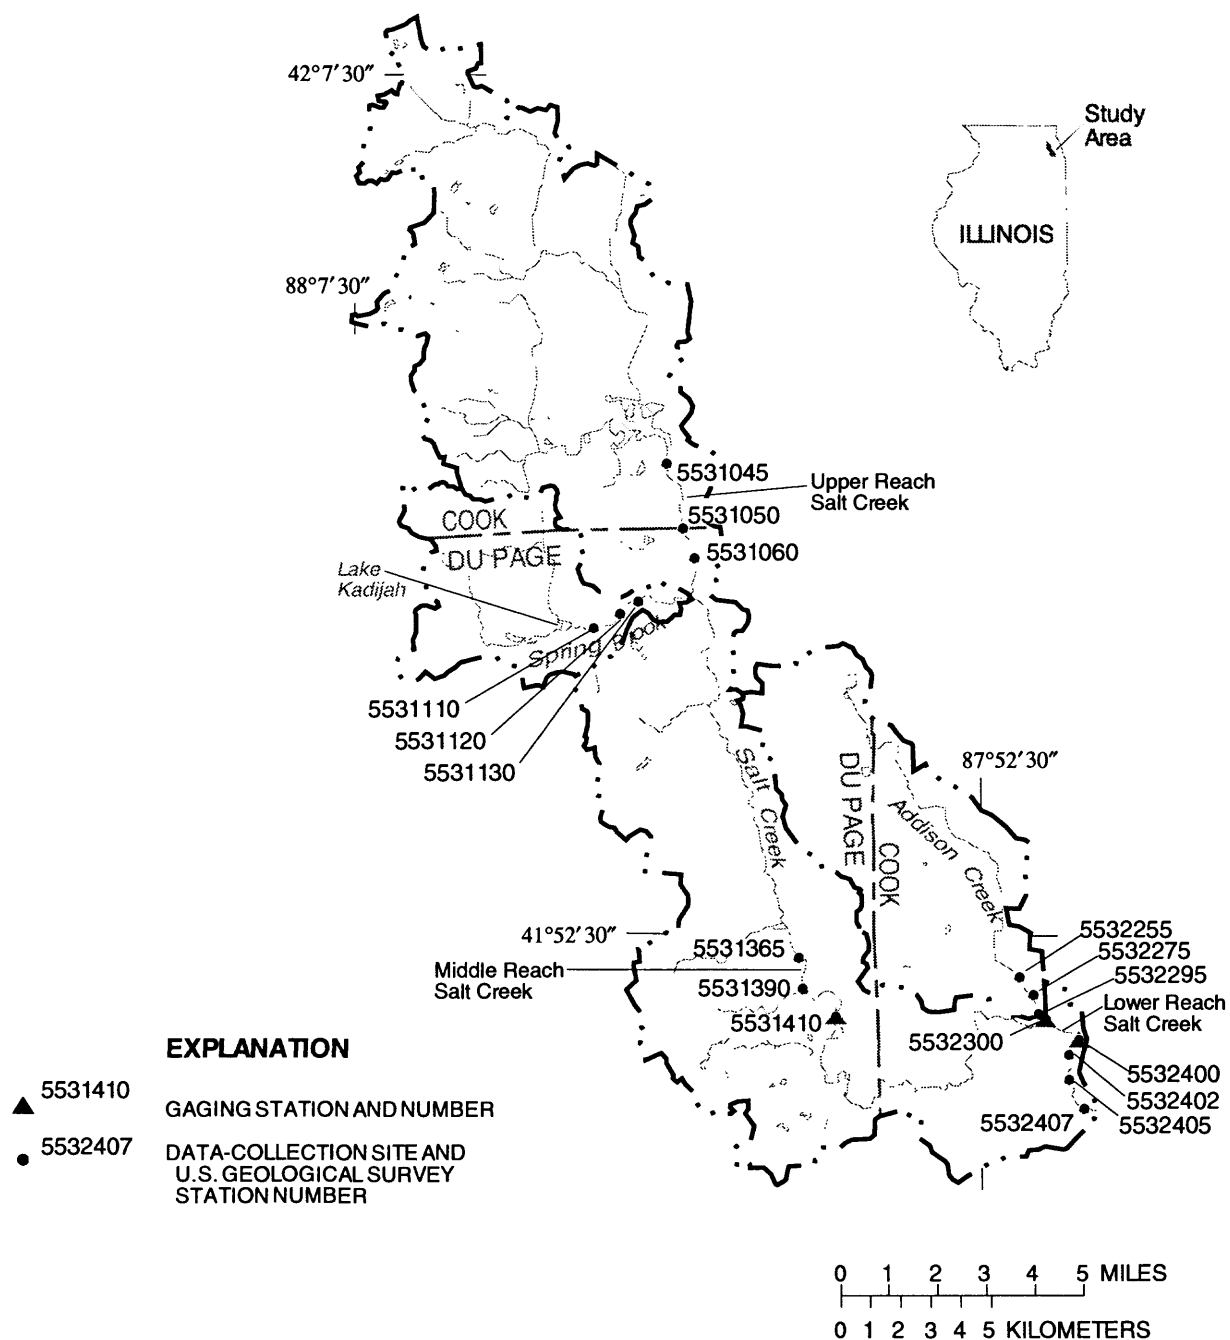 42°7′30″
Study
Area
ILLINOIS
88°7′30″
5531045
Upper Reach
Salt Creek
5531050
COOK
DU PAGE
5531060
Lake
Kadijah
Spring Brook
5531110
5531120
5531130
Salt Creek
DU PAGE
COOK
87°52′30″
Addison Creek
41°52′30″
5531365
Middle Reach
Salt Creek
5531390
5531410
5532255
5532275
5532295
Lower Reach
Salt Creek
5532300
5532400
5532402
5532405
5532407
EXPLANATION
5531410
GAGING STATION AND NUMBER
5532407
DATA-COLLECTION SITE AND
U.S. GEOLOGICAL SURVEY
STATION NUMBER
0 1 2 3 4 5 MILES
0 1 2 3 4 5 KILOMETERS